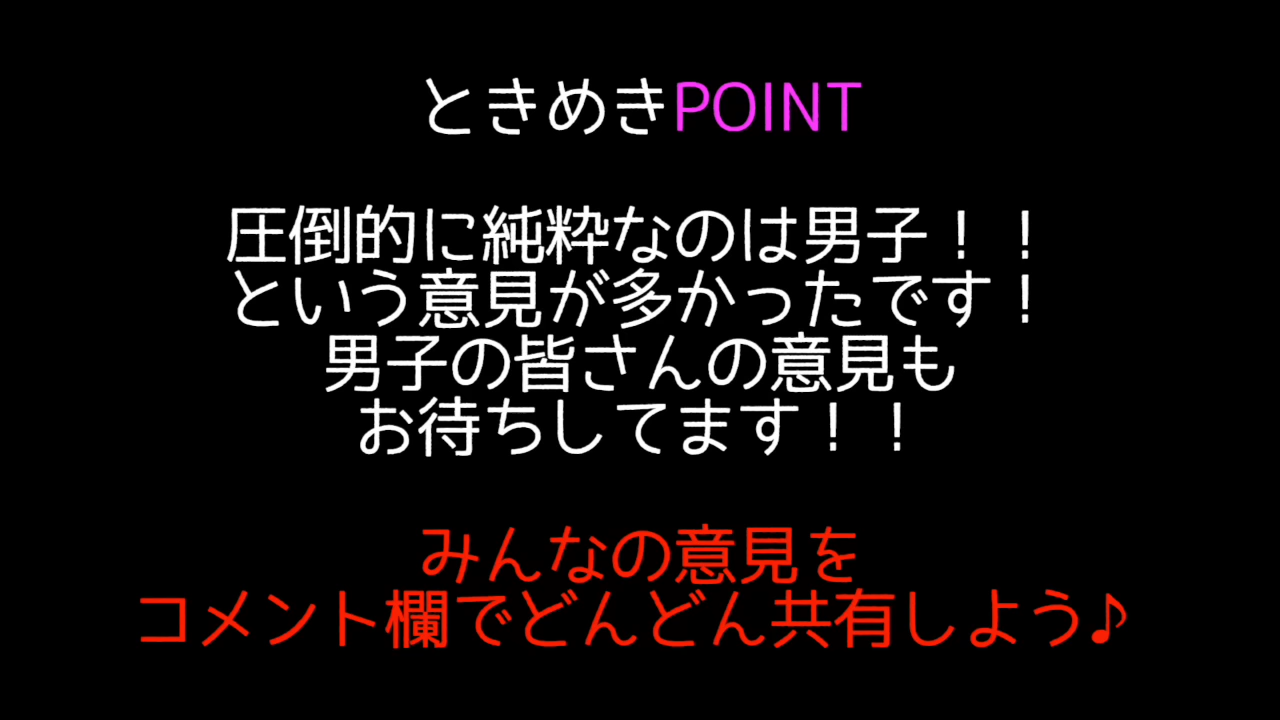 ときめきPOINT
圧倒的に純粋なのは男子！！
という意見が多かったです！
男子の皆さんの意見も
お待ちしてます！！
みんなの意見を
コメント欄でどんどん共有しよう♪